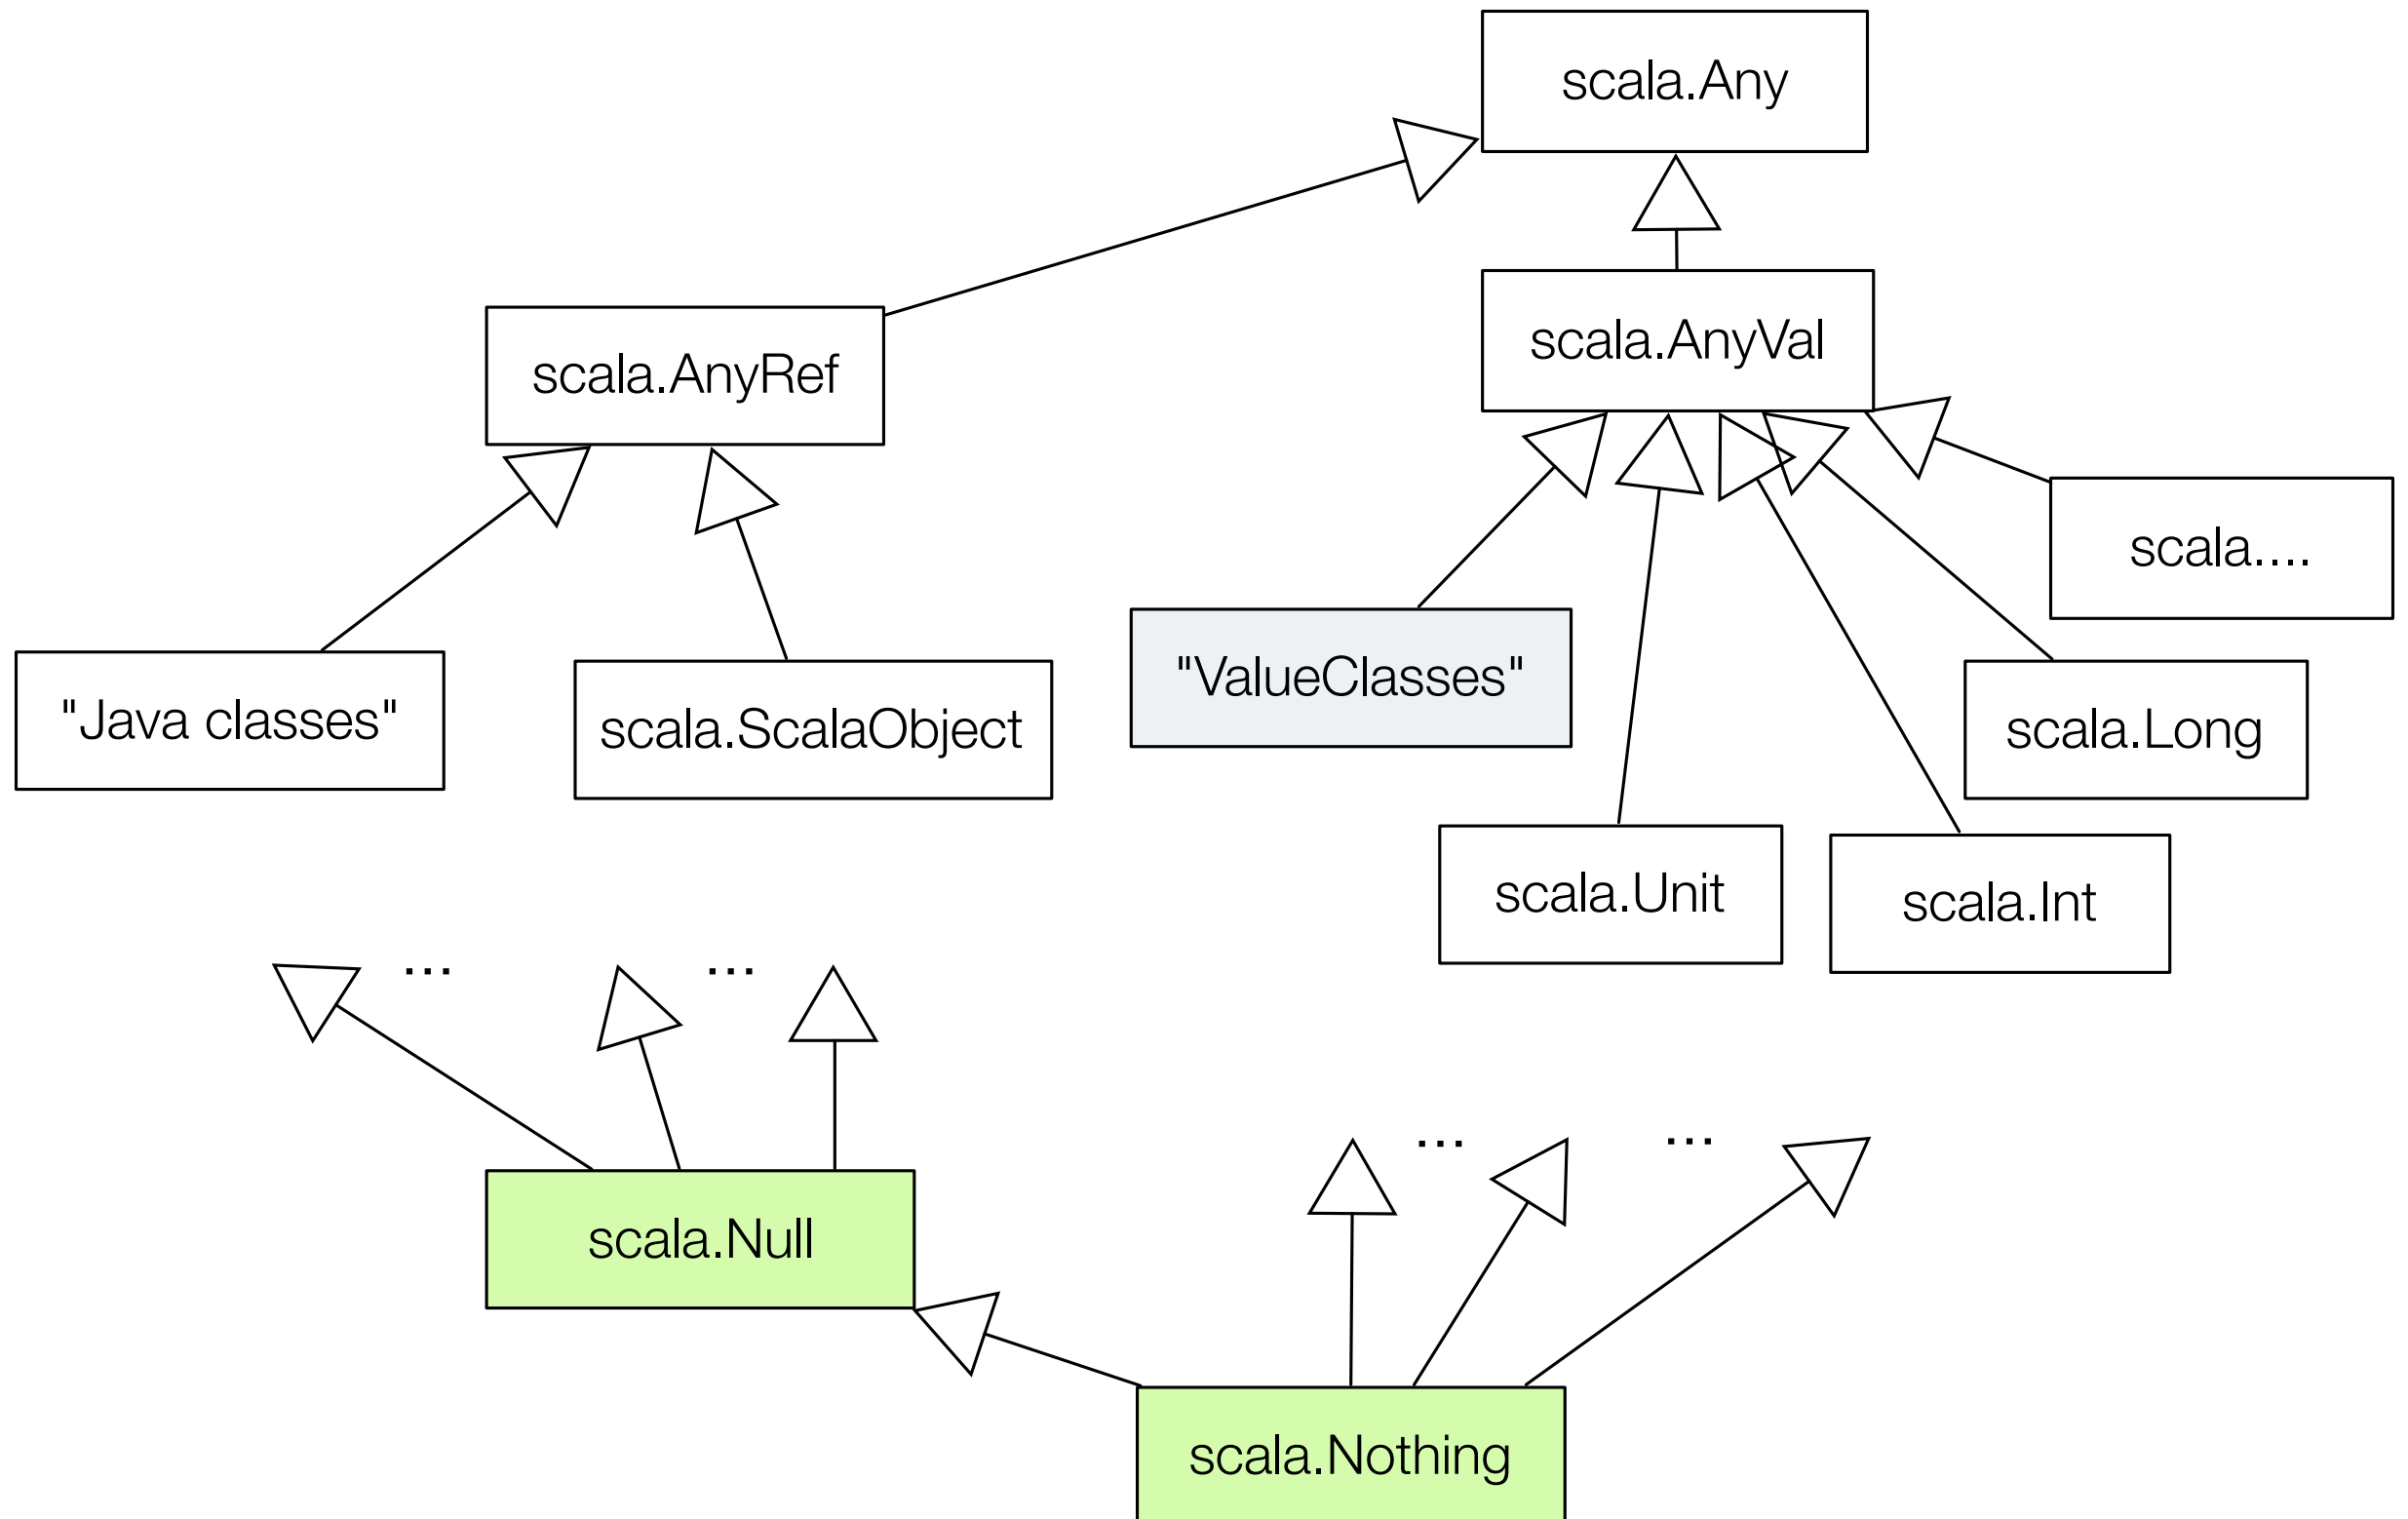 scala.Any
scala.AnyRef
scala.AnyVal
"Java classes"
scala.ScalaObject
"ValueClasses"
scala....
scala.Long
scala.Unit
scala.Int
...
...
scala.Null
...
...
scala.Nothing